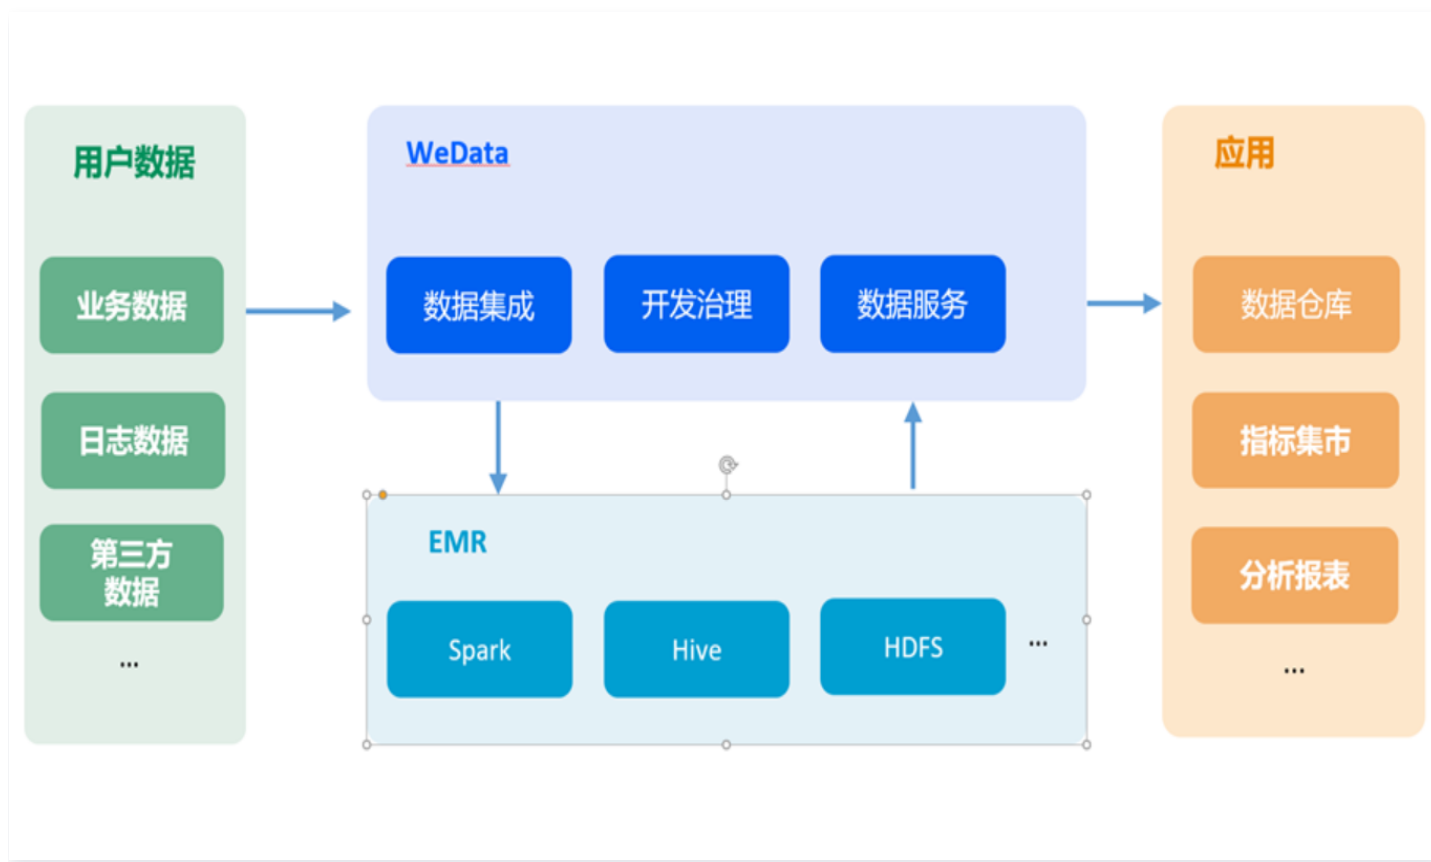 用户数据
业务数据
日志数据
第三方
数据
...
WeData
数据集成
开发治理
数据服务
EMR
Spark
Hive
HDFS
...
应用
数据仓库
指标集市
分析报表
...